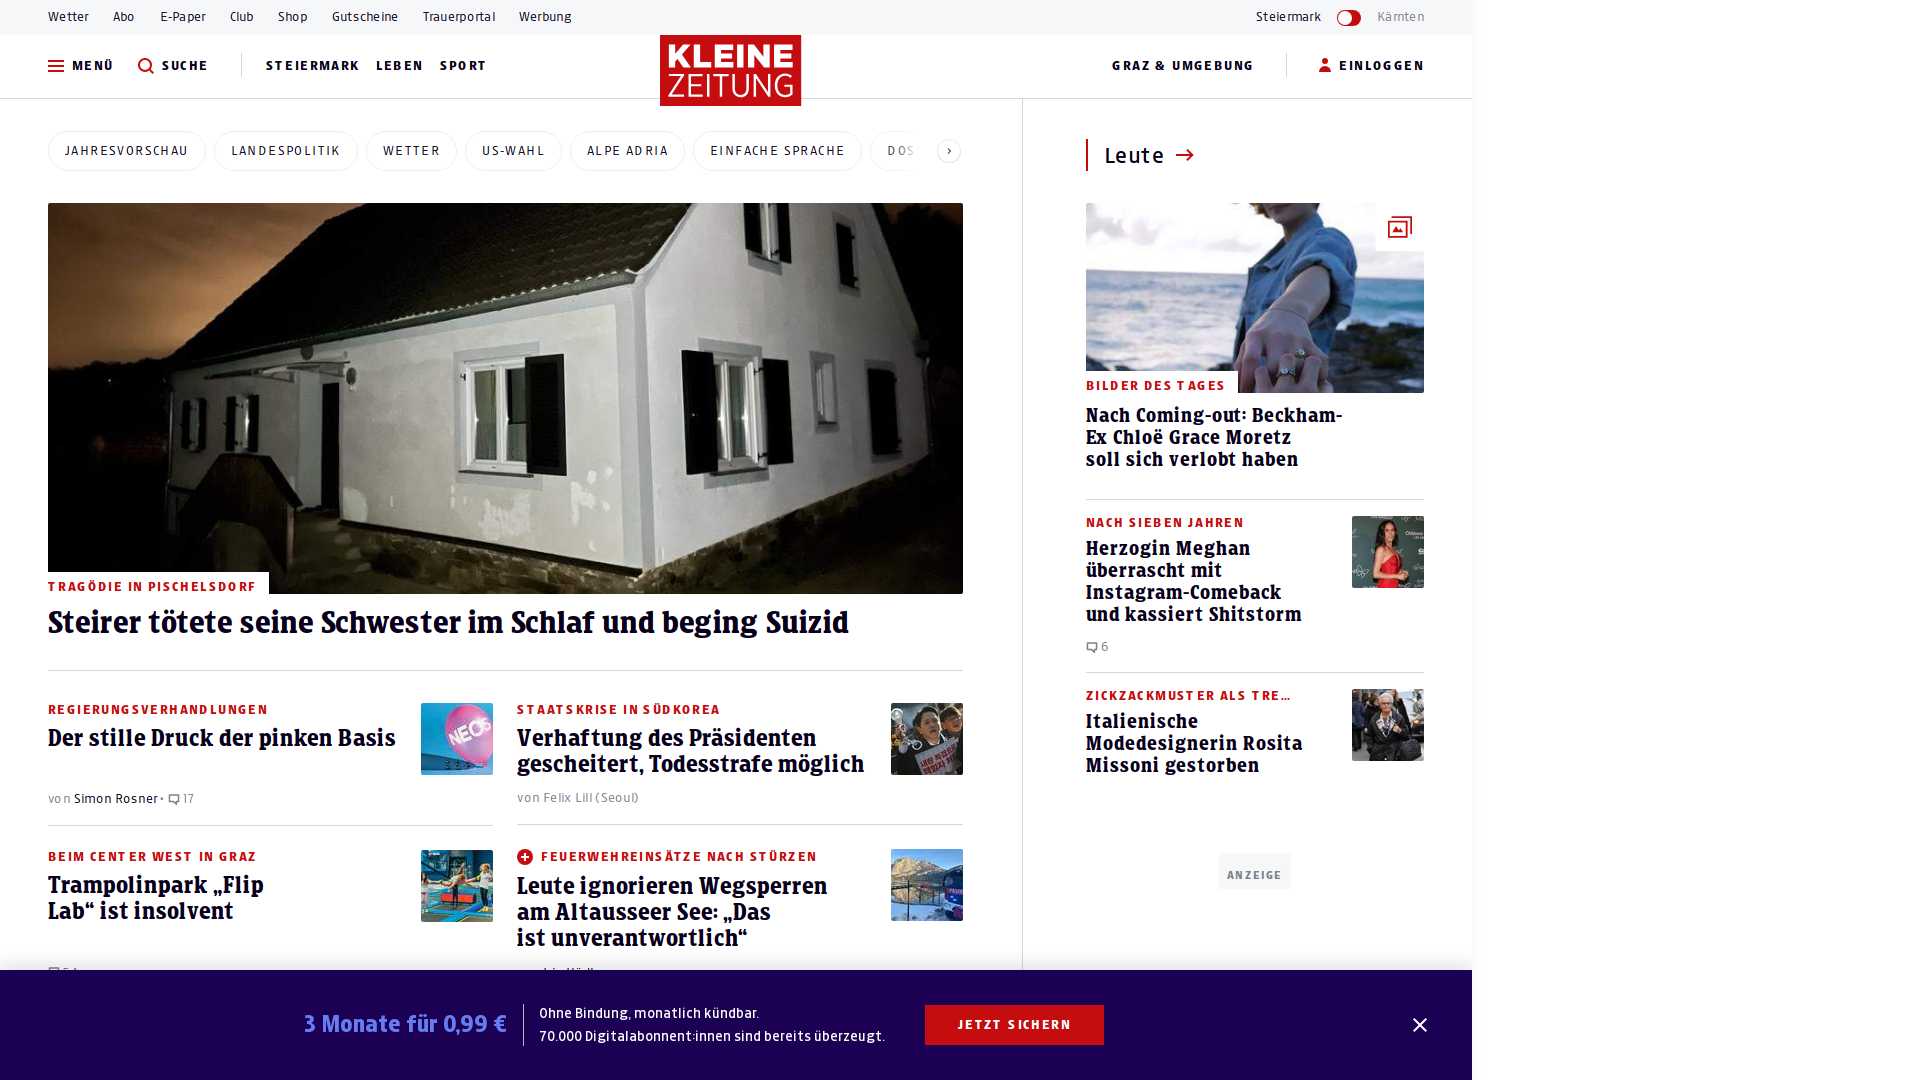 Wetter Abo E-Paper Club Shop Gutscheine Trauerportal Werbung Steiermark Kärnten
MENÜ SUCHE STEIERMARK LEBEN SPORT KLEINE ZEITUNG GRAZ & UMGEBUNG EINLOGGEN
JAHRESVORSCHAU LANDESPOLITIK WETTER US-WAHL ALPE ADRIA EINFACHE SPRACHE DOS
TRAGÖDIE IN PISCHELSDORF
Steirer tötete seine Schwester im Schlaf und beging Suizid
REGIERUNGSVERHANDLUNGEN
Der stille Druck der pinken Basis
von Simon Rosner • 17
NEOS
STAATSKRISE IN SÜDKOREA
Verhaftung des Präsidenten
gescheitert, Todesstrafe möglich
von Felix Lill (Seoul)
BEIM CENTER WEST IN GRAZ
Trampolinpark „Flip
Lab“ ist insolvent
FEUERWEHREINSÄTZE NACH STÜRZEN
Leute ignorieren Wegsperren
am Altausseer See: „Das
ist unverantwortlich“
Leute
BILDER DES TAGES
Nach Coming-out: Beckham-
Ex Chloë Grace Moretz
soll sich verlobt haben
NACH SIEBEN JAHREN
Herzogin Meghan
überrascht mit
Instagram-Comeback
und kassiert Shitstorm
6
ZICKZACKMUSTER ALS TRE…
Italienische
Modedesignerin Rosita
Missoni gestorben
ANZEIGE
3 Monate für 0,99 €
Ohne Bindung, monatlich kündbar.
70.000 Digitalabonnent:innen sind bereits überzeugt.
JETZT SICHERN